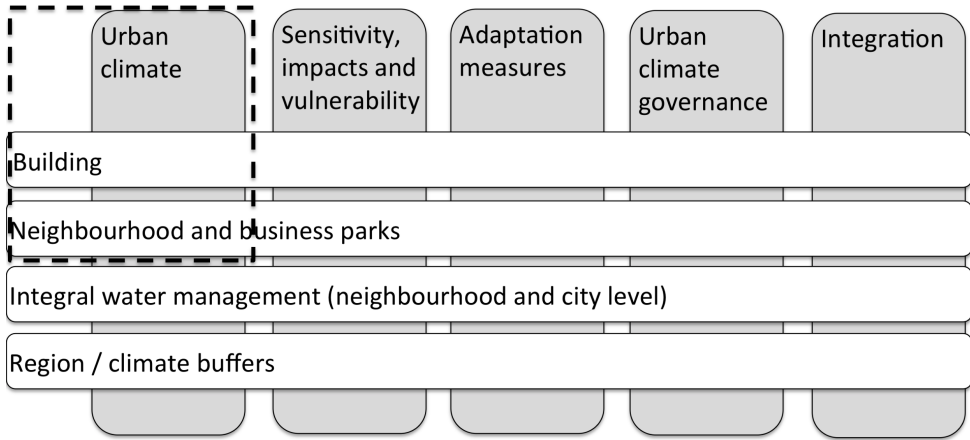 Urban
climate
Sensitivity,
impacts and
vulnerability
Adaptation
measures
Urban
climate
governance
Integration
Building
Neighbourhood and business parks
Integral water management (neighbourhood and city level)
Region / climate buffers